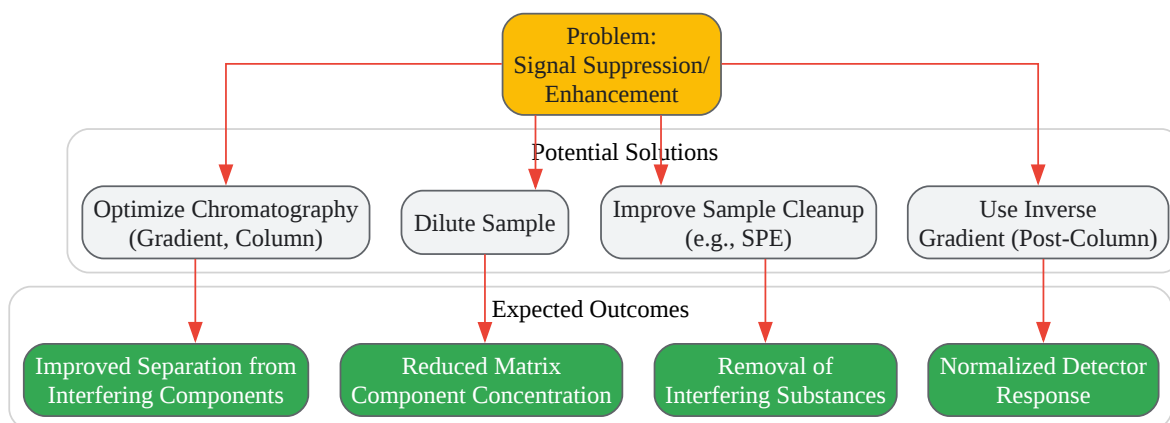 Problem:
Signal Suppression/
Enhancement
Potential Solutions
Optimize Chromatography
(Gradient, Column)
Dilute Sample
Improve Sample Cleanup
(e.g., SPE)
Use Inverse
Gradient (Post-Column)
Expected Outcomes
Improved Separation from
Interfering Components
Reduced Matrix
Component Concentration
Removal of
Interfering Substances
Normalized Detector
Response